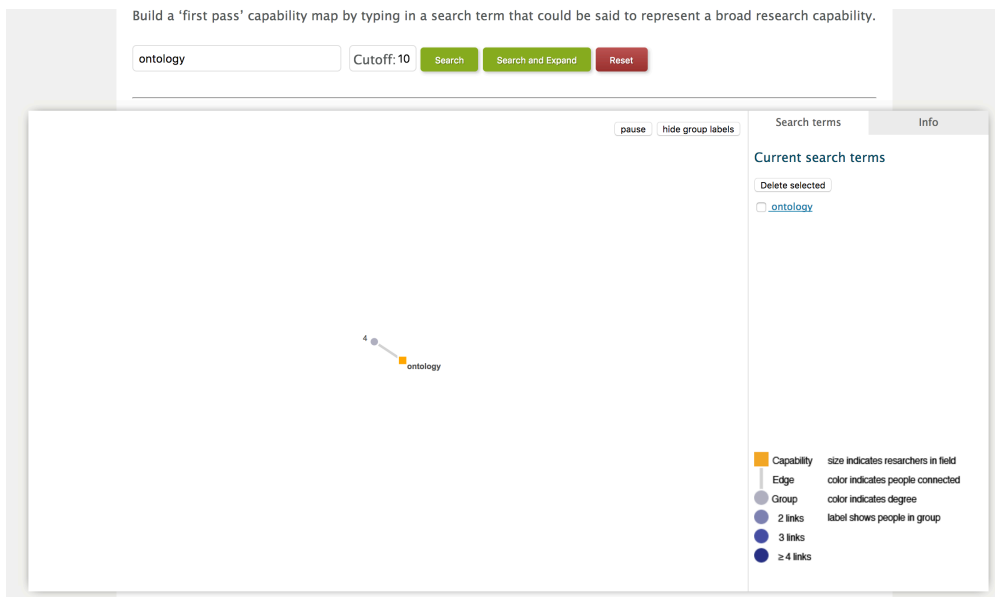 Build a ‘first pass’ capability map by typing in a search term that could be said to represent a broad research capability.
ontology Cutoff: 10 Search Search and Expand Reset
pause hide group labels Search terms Info
Current search terms
Delete selected
ontology
4
ontology
Capability size indicates resarchers in field
Edge color indicates people connected
Group color indicates degree
2 links label shows people in group
3 links
≥4 links